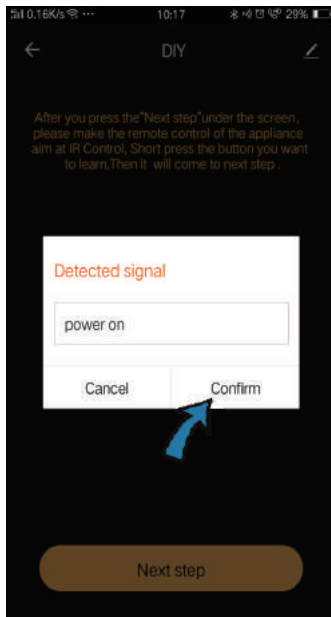 0.16K/s ··· 10:17 29%
DIY
After you press the"Next step"under the screen,
please make the remote control of the appliance
aim at IR Control, Short press the button you want
to learn,Then it will come to next step .
Detected signal
power on
Cancel Confirm
Next step